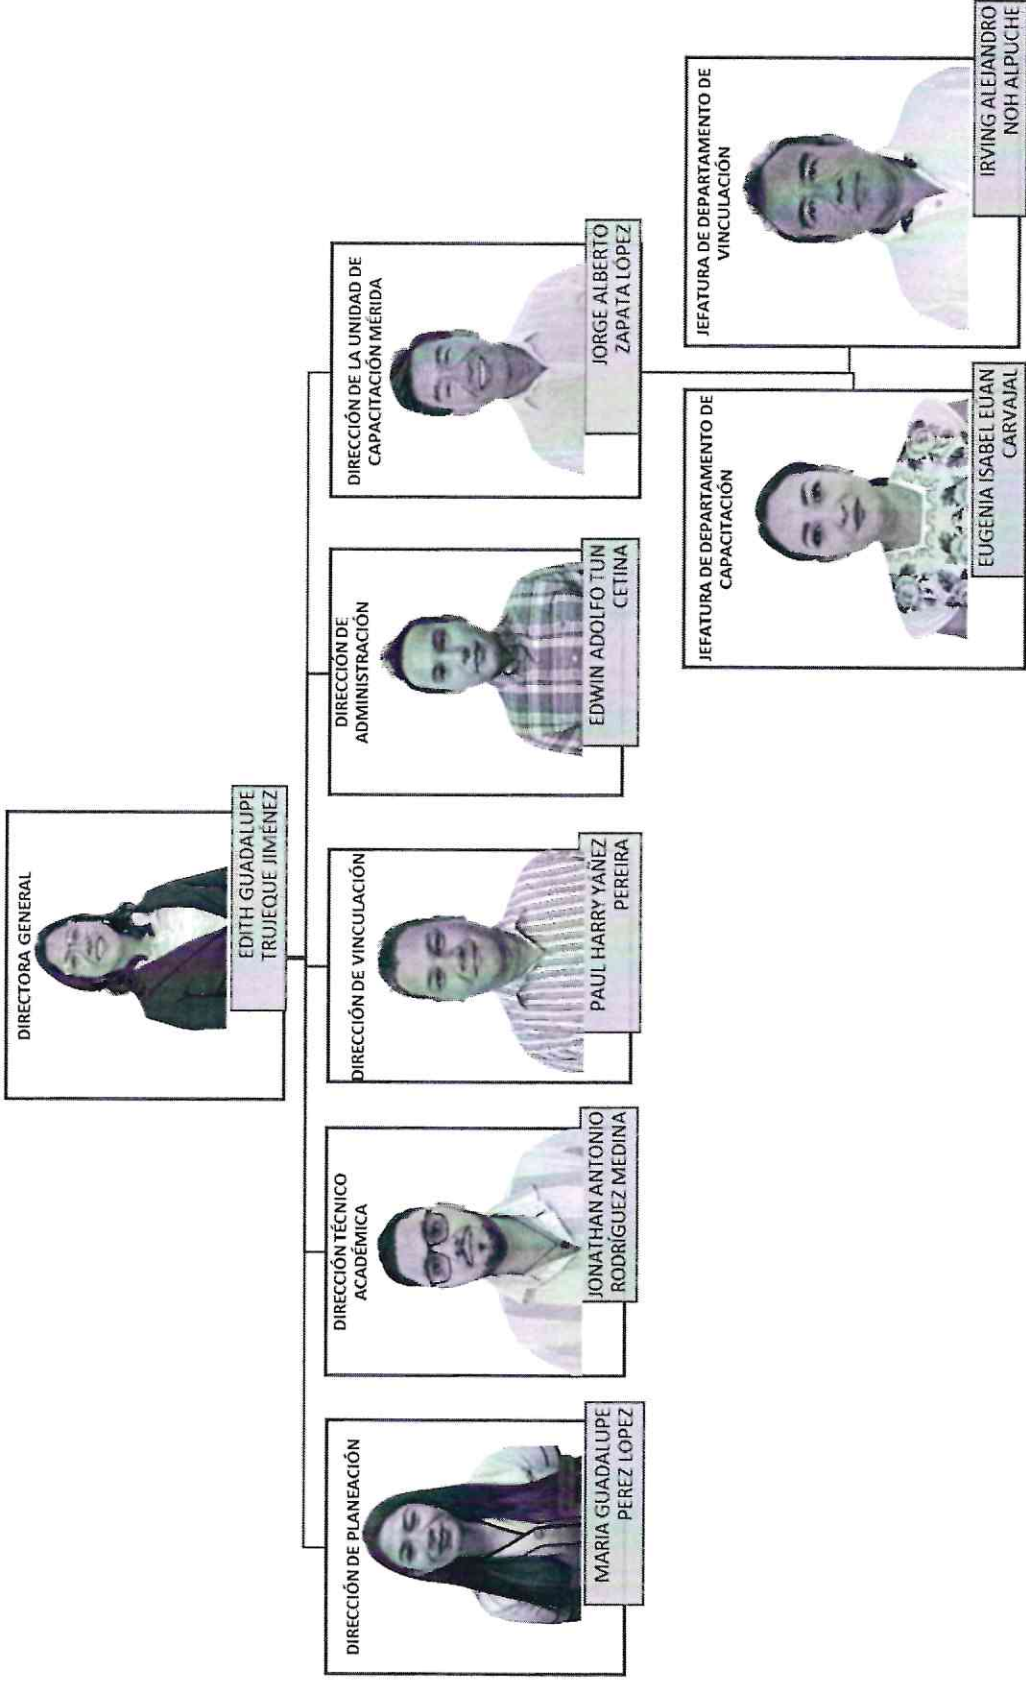 DIRECTORA GENERAL
EDITH GUADALUPE
TRUJEQUE JIMÉNEZ
DIRECCIÓN DE PLANEACIÓN
MARIA GUADALUPE
PEREZ LOPEZ
DIRECCIÓN TÉCNICO
ACADÉMICA
JONATHAN ANTONIO
RODRÍGUEZ MEDINA
DIRECCIÓN DE VINCULACIÓN
PAUL HARRY YAÑEZ
PEREIRA
DIRECCIÓN DE
ADMINISTRACIÓN
EDWIN ADOLFO TUN
CETINA
DIRECCIÓN DE LA UNIDAD DE
CAPACITACIÓN MÉRIDA
JORGE ALBERTO
ZAPATA LÓPEZ
JEFATURA DE DEPARTAMENTO DE
CAPACITACIÓN
EUGENIA ISABEL EUAN
CARVAJAL
JEFATURA DE DEPARTAMENTO DE
VINCULACIÓN
IRVING ALEJANDRO
NOH ALPUCHE